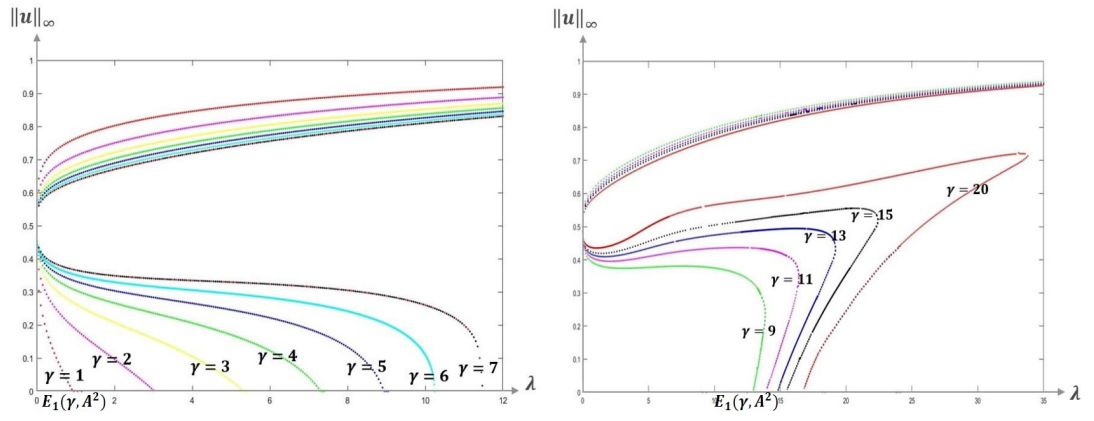 ‖u‖∞
1
0.9
0.8
0.7
0.6
0.5
0.4
0.3
0.2
0.1
0
γ = 1
γ = 2
γ = 3
γ = 4
γ = 5
γ = 6
γ = 7
0 2 4 6 8 10 12
λ
E₁(γ, A²)
‖u‖∞
1
0.9
0.8
0.7
0.6
0.5
0.4
0.3
0.2
0.1
0
γ = 20
γ = 15
γ = 13
γ = 11
γ = 9
0 5 15 20 25 30 35
λ
E₁(γ, A²)